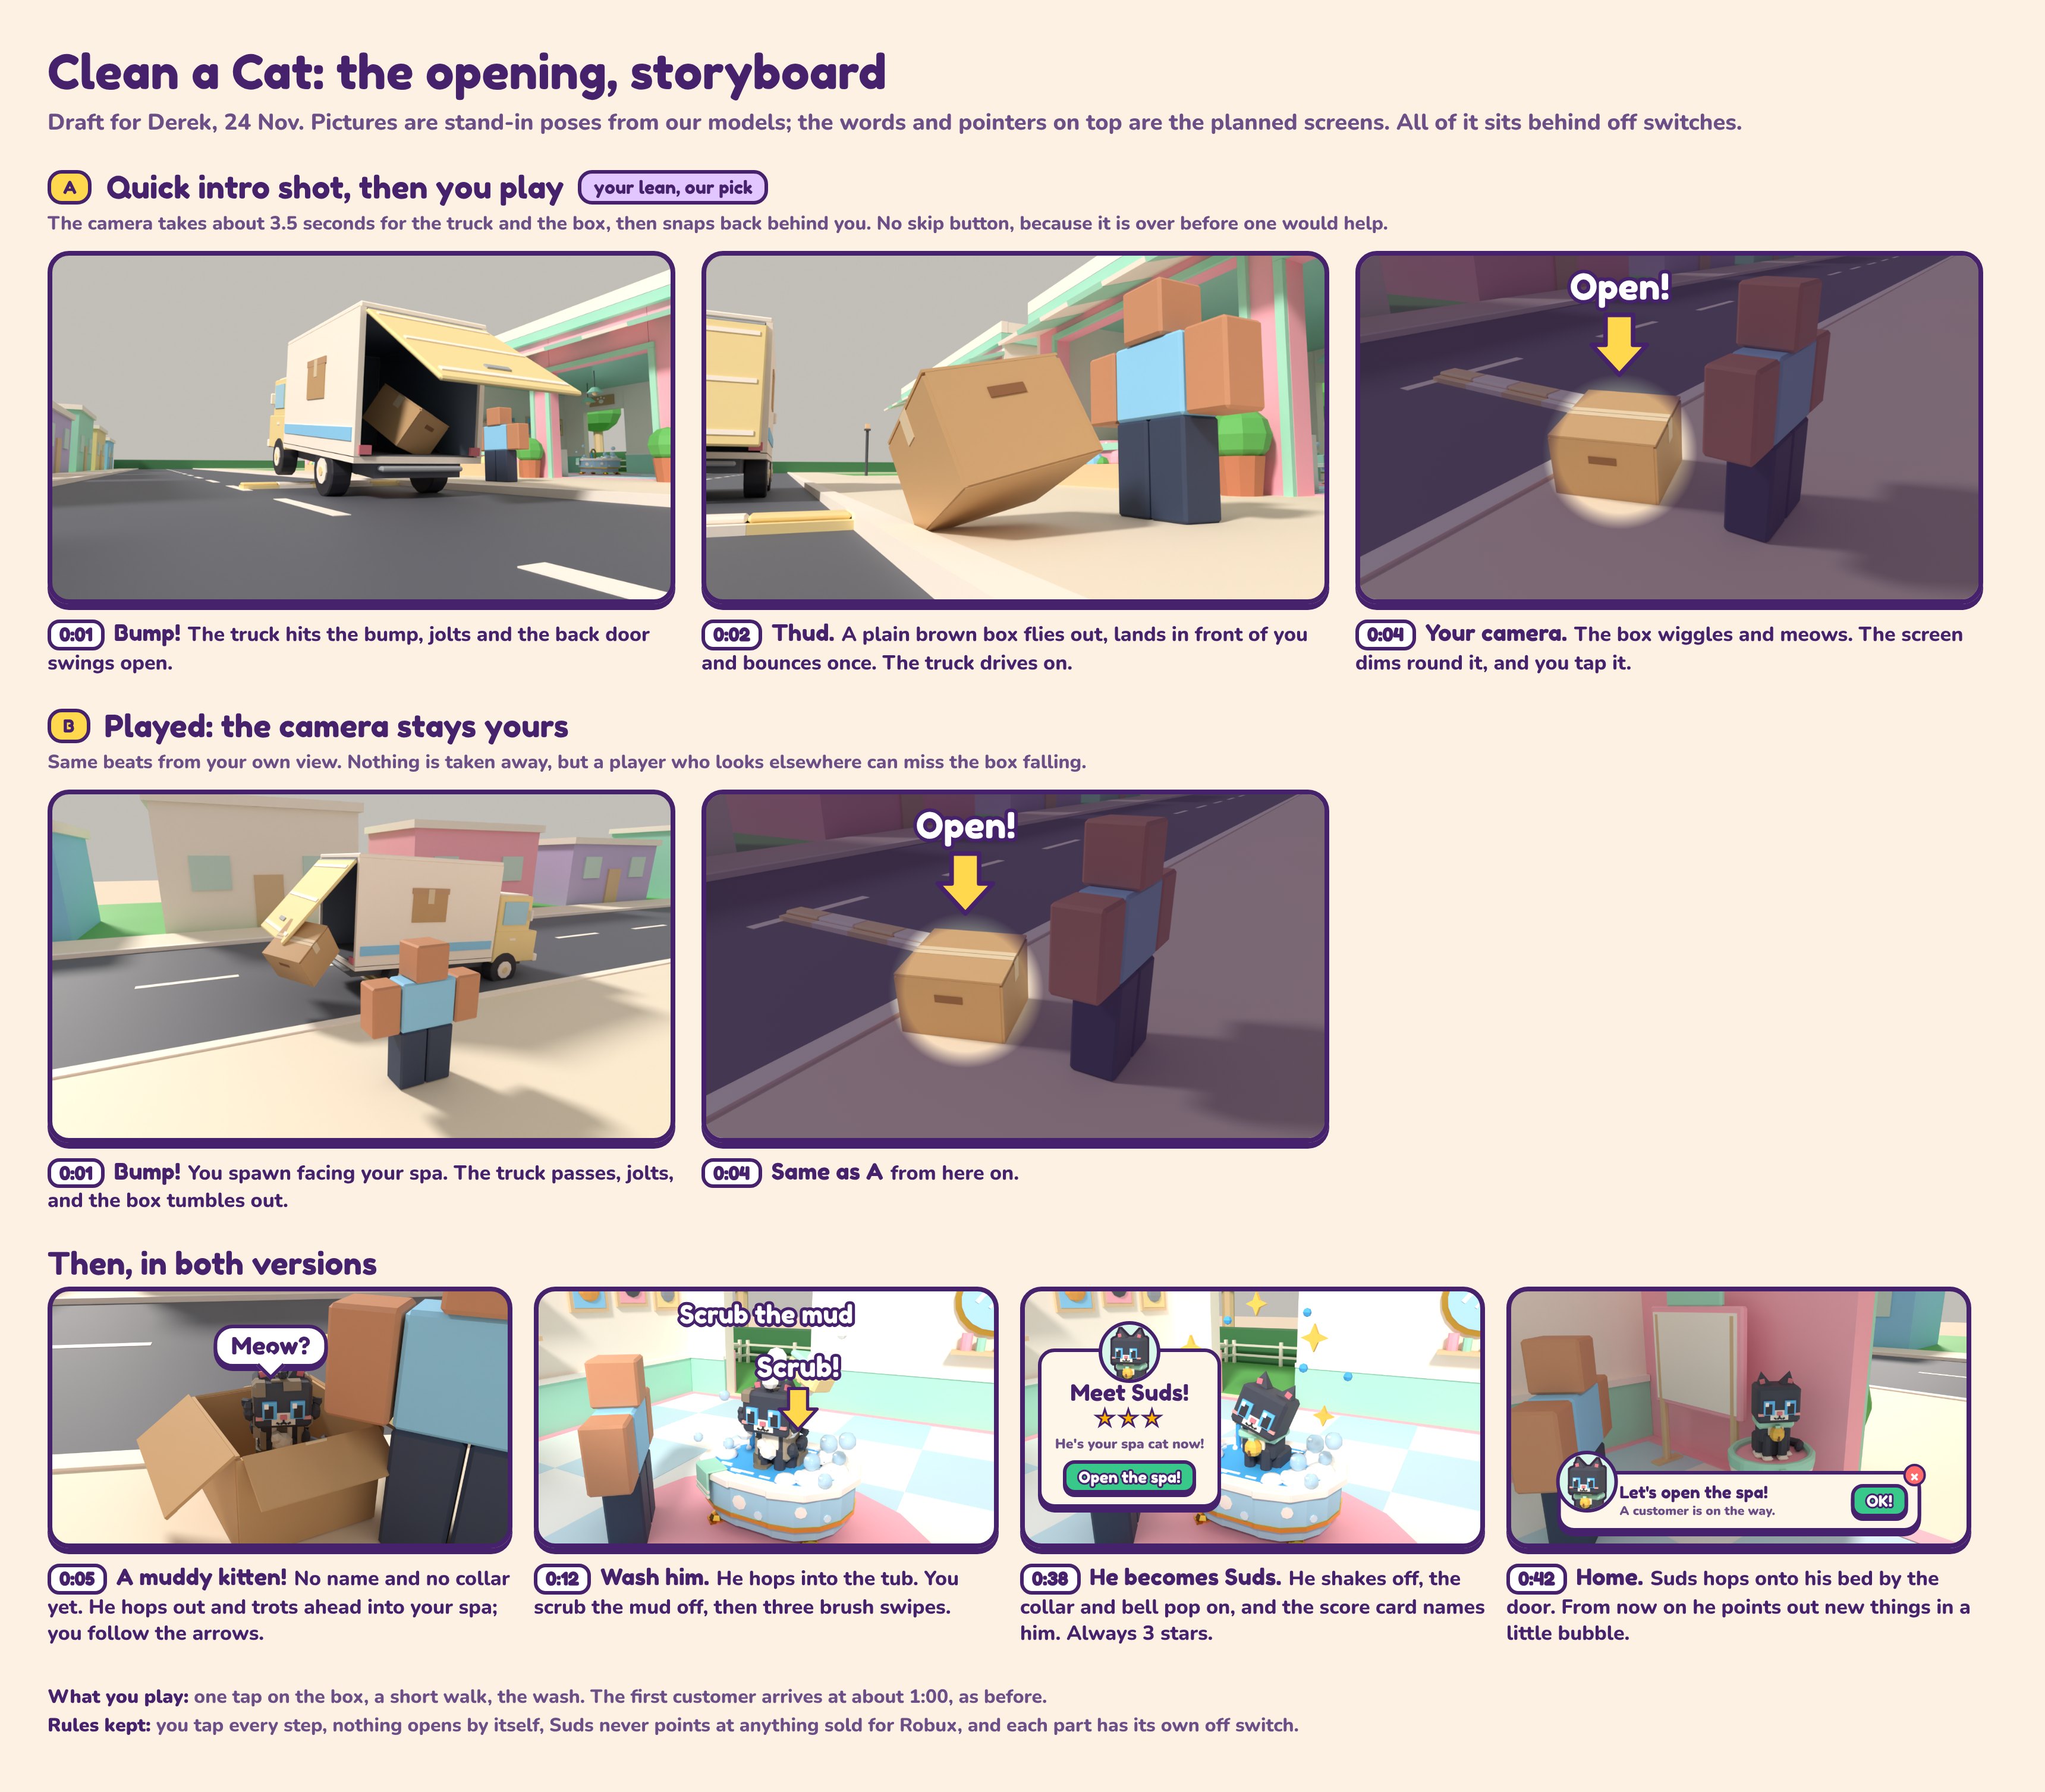 Clean a Cat: the opening, storyboard
Draft for Derek, 24 Nov. Pictures are stand-in poses from our models; the words and pointers on top are the planned screens. All of it sits behind off switches.
A Quick intro shot, then you play your lean, our pick
The camera takes about 3.5 seconds for the truck and the box, then snaps back behind you. No skip button, because it is over before one would help.
Open!
0:01 Bump! The truck hits the bump, jolts and the back door
swings open.
0:02 Thud. A plain brown box flies out, lands in front of you
and bounces once. The truck drives on.
0:04 Your camera. The box wiggles and meows. The screen
dims round it, and you tap it.
B Played: the camera stays yours
Same beats from your own view. Nothing is taken away, but a player who looks elsewhere can miss the box falling.
Open!
0:01 Bump! You spawn facing your spa. The truck passes, jolts,
and the box tumbles out.
0:04 Same as A from here on.
Then, in both versions
Meow?
Scrub the mud
Scrub!
Meet Suds!
He's your spa cat now!
Open the spa!
Let's open the spa!
A customer is on the way.
OK!
x
0:05 A muddy kitten! No name and no collar
yet. He hops out and trots ahead into your spa;
you follow the arrows.
0:12 Wash him. He hops into the tub. You
scrub the mud off, then three brush swipes.
0:38 He becomes Suds. He shakes off, the
collar and bell pop on, and the score card names
him. Always 3 stars.
0:42 Home. Suds hops onto his bed by the
door. From now on he points out new things in a
little bubble.
What you play: one tap on the box, a short walk, the wash. The first customer arrives at about 1:00, as before.
Rules kept: you tap every step, nothing opens by itself, Suds never points at anything sold for Robux, and each part has its own off switch.